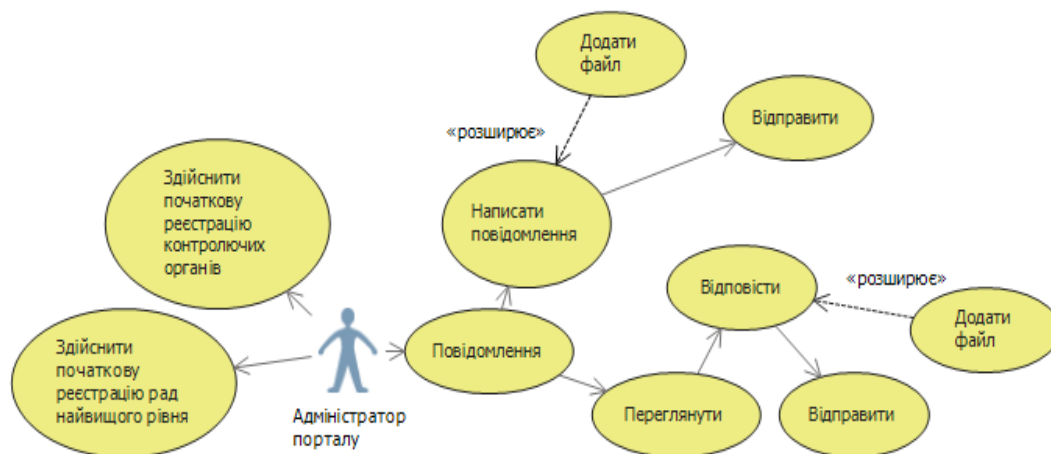 Додати
файл
Відправити
«розширює»
Здійснити
початкову
реєстрацію
контролючих
органів
Написати
повідомлення
«розширює»
Відповісти
Додати
файл
Здійснити
початкову
реєстрацію рад
найвищого рівня
Повідомлення
Адміністратор
порталу
Переглянути
Відправити